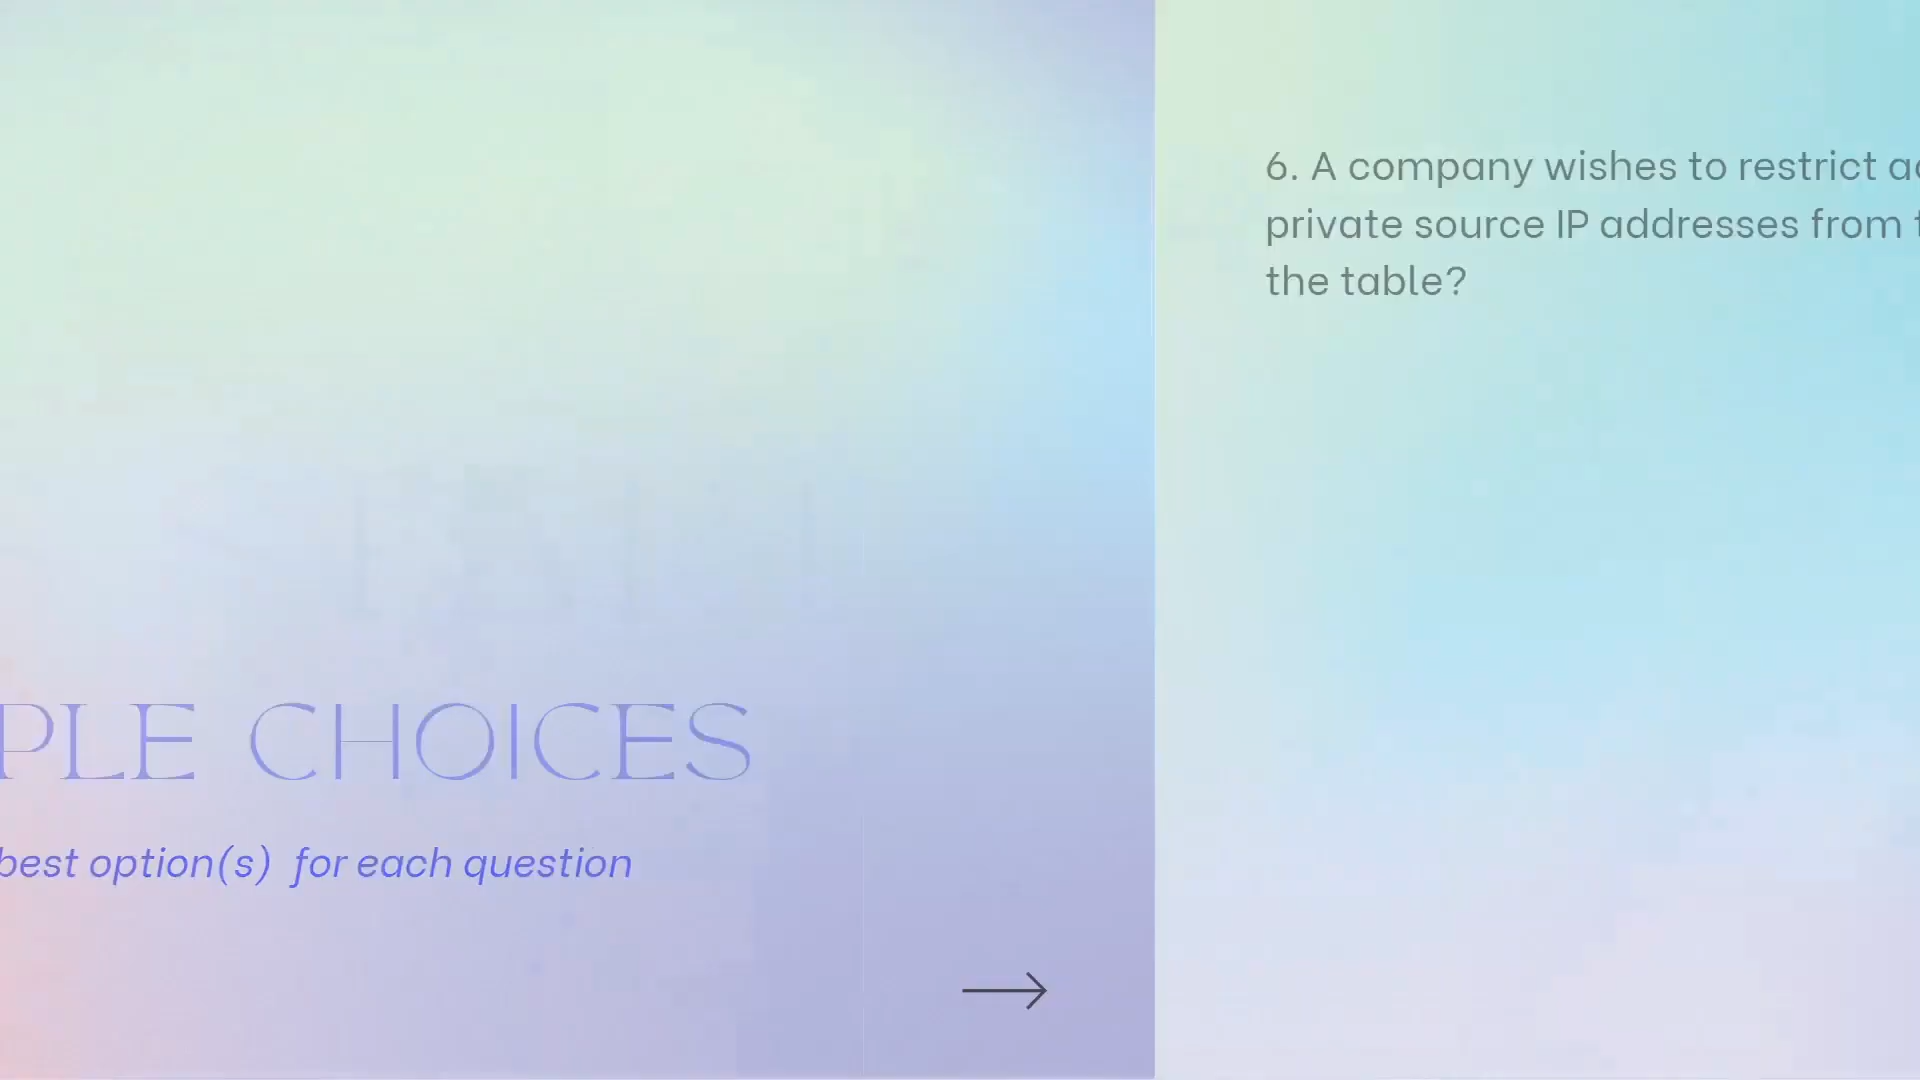 PLE CHOICES
best option(s) for each question
6. A company wishes to restrict
private source IP addresses from
the table?